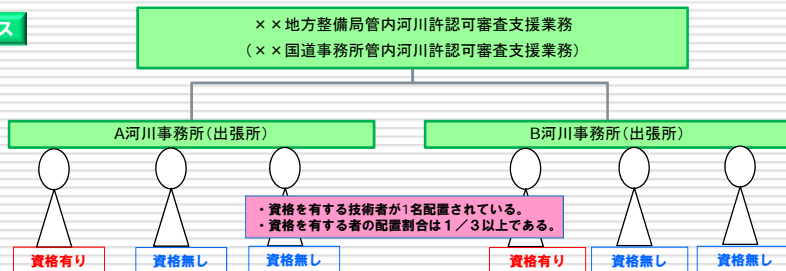 ス
××地方整備局管内河川許認可審査支援業務
(××国道事務所管内河川許認可審査支援業務)
A河川事務所(出張所)
B河川事務所(出張所)
・資格を有する技術者が1名配置されている。
・資格を有する者の配置割合は1/3以上である。
資格有り
資格無し
資格無し
資格有り
資格無し
資格無し